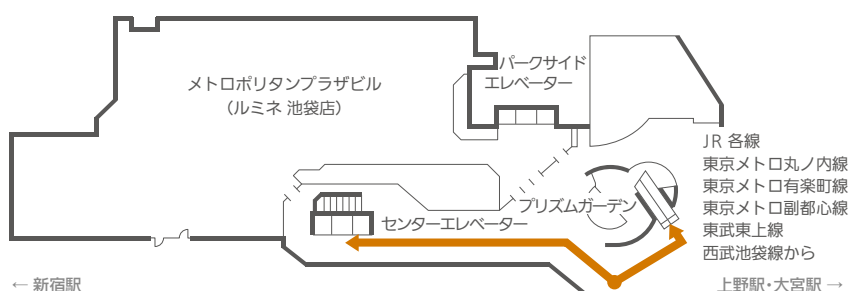 メトロポリタンプラザビル
（ルミネ 池袋店）
パークサイド
エレベーター
JR 各線
東京メトロ丸ノ内線
東京メトロ有楽町線
東京メトロ副都心線
東武東上線
西武池袋線から
プリズムガーデン
センターエレベーター
← 新宿駅
上野駅・大宮駅 →